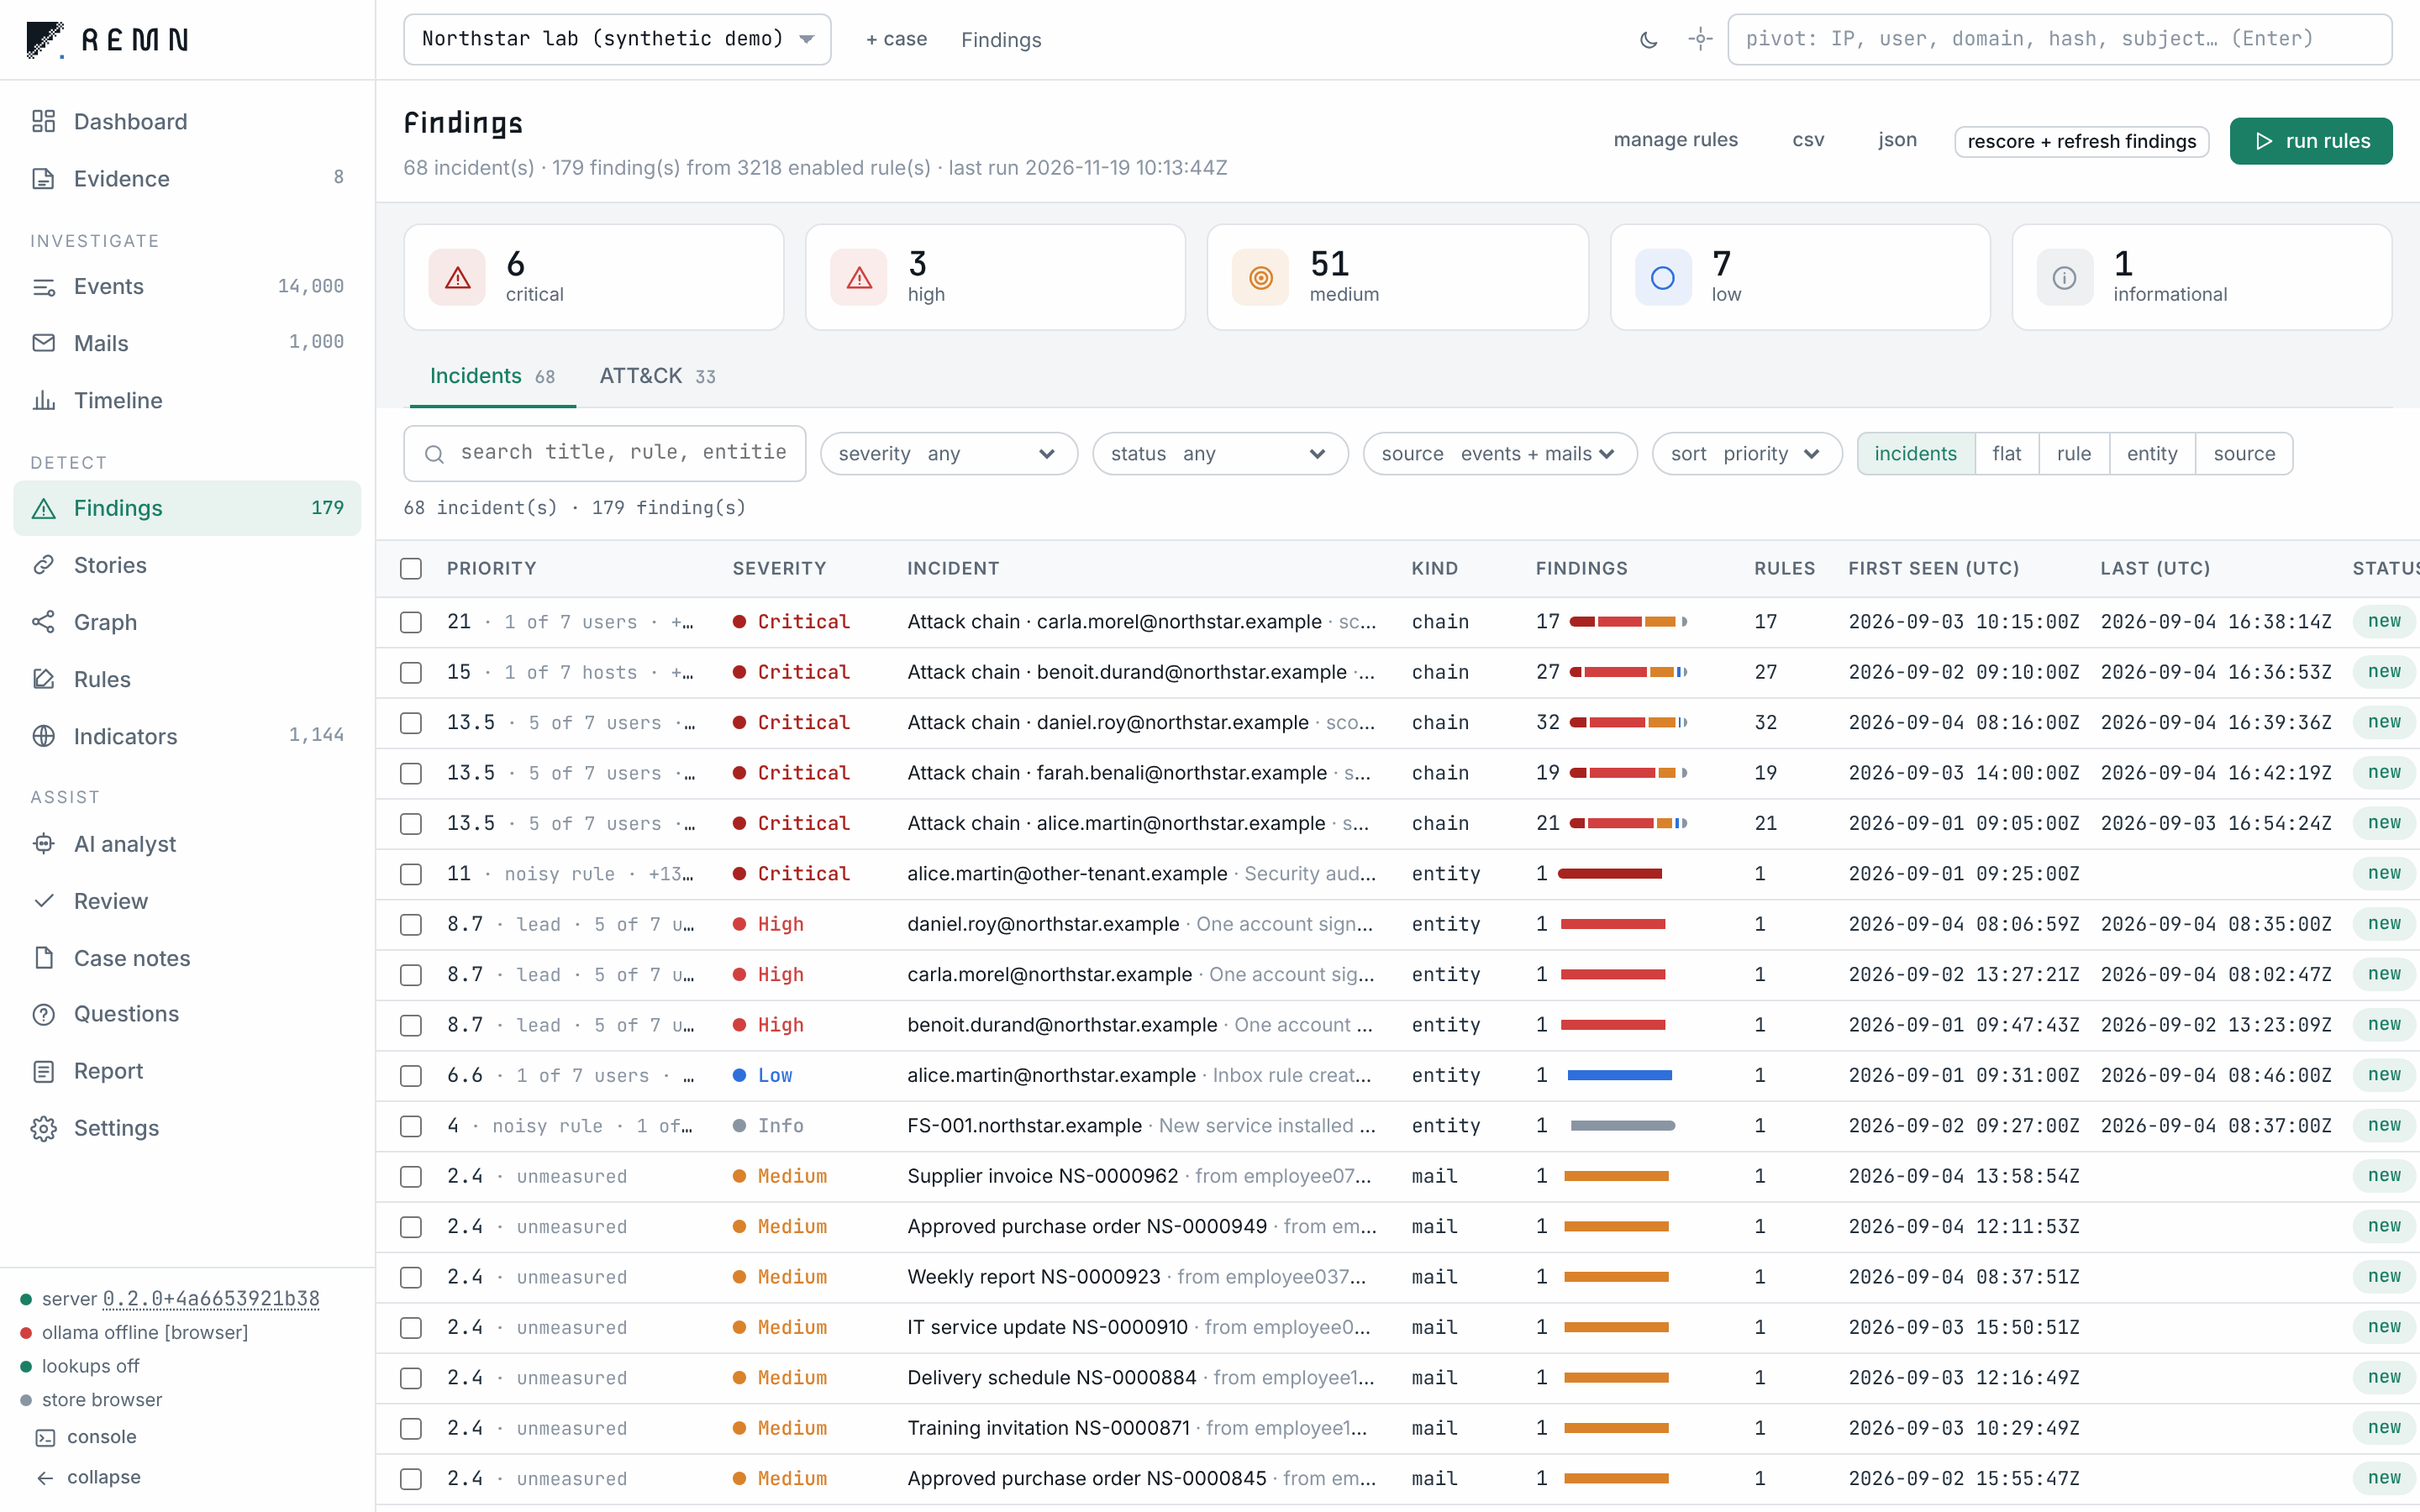 REMN
Northstar lab (synthetic demo)
+ case
Findings
pivot: IP, user, domain, hash, subject… (Enter)
Dashboard
Evidence 8
INVESTIGATE
Events 14,000
Mails 1,000
Timeline
DETECT
Findings 179
Stories
Graph
Rules
Indicators 1,144
ASSIST
AI analyst
Review
Case notes
Questions
Report
Settings
server 0.2.0+4a6653921b38
ollama offline [browser]
lookups off
store browser
console
collapse
Findings
68 incident(s) · 179 finding(s) from 3218 enabled rule(s) · last run 2026-11-19 10:13:44Z
manage rules csv json rescore + refresh findings run rules
6 critical
3 high
51 medium
7 low
1 informational
Incidents 68 ATT&CK 33
search title, rule, entitie
severity any
status any
source events + mails
sort priority
incidents flat rule entity source
68 incident(s) · 179 finding(s)
PRIORITY SEVERITY INCIDENT KIND FINDINGS RULES FIRST SEEN (UTC) LAST (UTC) STATUS
21 · 1 of 7 users · +… Critical Attack chain · carla.morel@northstar.example · sc… chain 17 17 2026-09-03 10:15:00Z 2026-09-04 16:38:14Z new
15 · 1 of 7 hosts · +… Critical Attack chain · benoit.durand@northstar.example ·… chain 27 27 2026-09-02 09:10:00Z 2026-09-04 16:36:53Z new
13.5 · 5 of 7 users ·… Critical Attack chain · daniel.roy@northstar.example · sco… chain 32 32 2026-09-04 08:16:00Z 2026-09-04 16:39:36Z new
13.5 · 5 of 7 users ·… Critical Attack chain · farah.benali@northstar.example · s… chain 19 19 2026-09-03 14:00:00Z 2026-09-04 16:42:19Z new
13.5 · 5 of 7 users ·… Critical Attack chain · alice.martin@northstar.example · s… chain 21 21 2026-09-01 09:05:00Z 2026-09-03 16:54:24Z new
11 · noisy rule · +13… Critical alice.martin@other-tenant.example · Security aud… entity 1 1 2026-09-01 09:25:00Z new
8.7 · lead · 5 of 7 u… High daniel.roy@northstar.example · One account sign… entity 1 1 2026-09-04 08:06:59Z 2026-09-04 08:35:00Z new
8.7 · lead · 5 of 7 u… High carla.morel@northstar.example · One account sig… entity 1 1 2026-09-02 13:27:21Z 2026-09-04 08:02:47Z new
8.7 · lead · 5 of 7 u… High benoit.durand@northstar.example · One account … entity 1 1 2026-09-01 09:47:43Z 2026-09-02 13:23:09Z new
6.6 · 1 of 7 users · … Low alice.martin@northstar.example · Inbox rule creat… entity 1 1 2026-09-01 09:31:00Z 2026-09-04 08:46:00Z new
4 · noisy rule · 1 of… Info FS-001.northstar.example · New service installed … entity 1 1 2026-09-02 09:27:00Z 2026-09-04 08:37:00Z new
2.4 · unmeasured Medium Supplier invoice NS-0000962 · from employee07… mail 1 1 2026-09-04 13:58:54Z new
2.4 · unmeasured Medium Approved purchase order NS-0000949 · from em… mail 1 1 2026-09-04 12:11:53Z new
2.4 · unmeasured Medium Weekly report NS-0000923 · from employee037… mail 1 1 2026-09-04 08:37:51Z new
2.4 · unmeasured Medium IT service update NS-0000910 · from employee0… mail 1 1 2026-09-03 15:50:51Z new
2.4 · unmeasured Medium Delivery schedule NS-0000884 · from employee1… mail 1 1 2026-09-03 12:16:49Z new
2.4 · unmeasured Medium Training invitation NS-0000871 · from employee1… mail 1 1 2026-09-03 10:29:49Z new
2.4 · unmeasured Medium Approved purchase order NS-0000845 · from em… mail 1 1 2026-09-02 15:55:47Z new